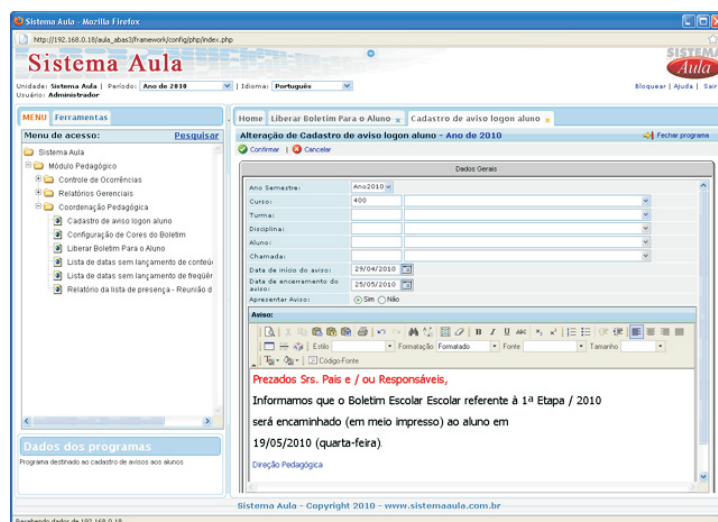 Sistema Aula - Mozilla Firefox
http://192.168.0.18/aula_abas3/framework/config/php/index.php
Sistema Aula
SISTEMA
Aula
Unidade: Sistema Aula | Período: Ano de 2010 | Idioma: Português
Bloquear | Ajuda | Sair
Usuário: Administrador
MENU Ferramentas
Home Liberar Boletim Para o Aluno x Cadastro de aviso logon aluno x
Menu de acesso: Pesquisar
Alteração de Cadastro de aviso logon aluno - Ano de 2010
Fechar programa
Confirmar | Cancelar
Sistema Aula
Módulo Pedagógico
Controle de Ocorrências
Relatórios Gerenciais
Coordenação Pedagógica
Cadastro de aviso logon aluno
Configuração de Cores do Boletim
Liberar Boletim Para o Aluno
Lista de datas sem lançamento de conteú
Lista de datas sem lançamento de freqüêr
Relatório da lista de presença - Reunião d
Dados dos programas
Programa destinado ao cadastro de avisos aos alunos
Dados Gerais
Ano Semestre: Ano2010
Curso: 400
Turma:
Disciplina:
Aluno:
Chamada:
Data de início do aviso: 29/04/2010
Data de encerramento do
aviso: 25/05/2010
Apresentar Aviso: Sim Não
Aviso:
B I U ABC
Estilo Formatação Formatado Fonte Tamanho
Código-Fonte
Prezados Srs. Pais e / ou Responsáveis,
Informamos que o Boletim Escolar Escolar referente à 1ª Etapa / 2010
será encaminhado (em meio impresso) ao aluno em
19/05/2010 (quarta-feira).
Direção Pedagógica
Sistema Aula - Copyright 2010 - www.sistemaaula.com.br
Recebendo dados de 192.168.0.18